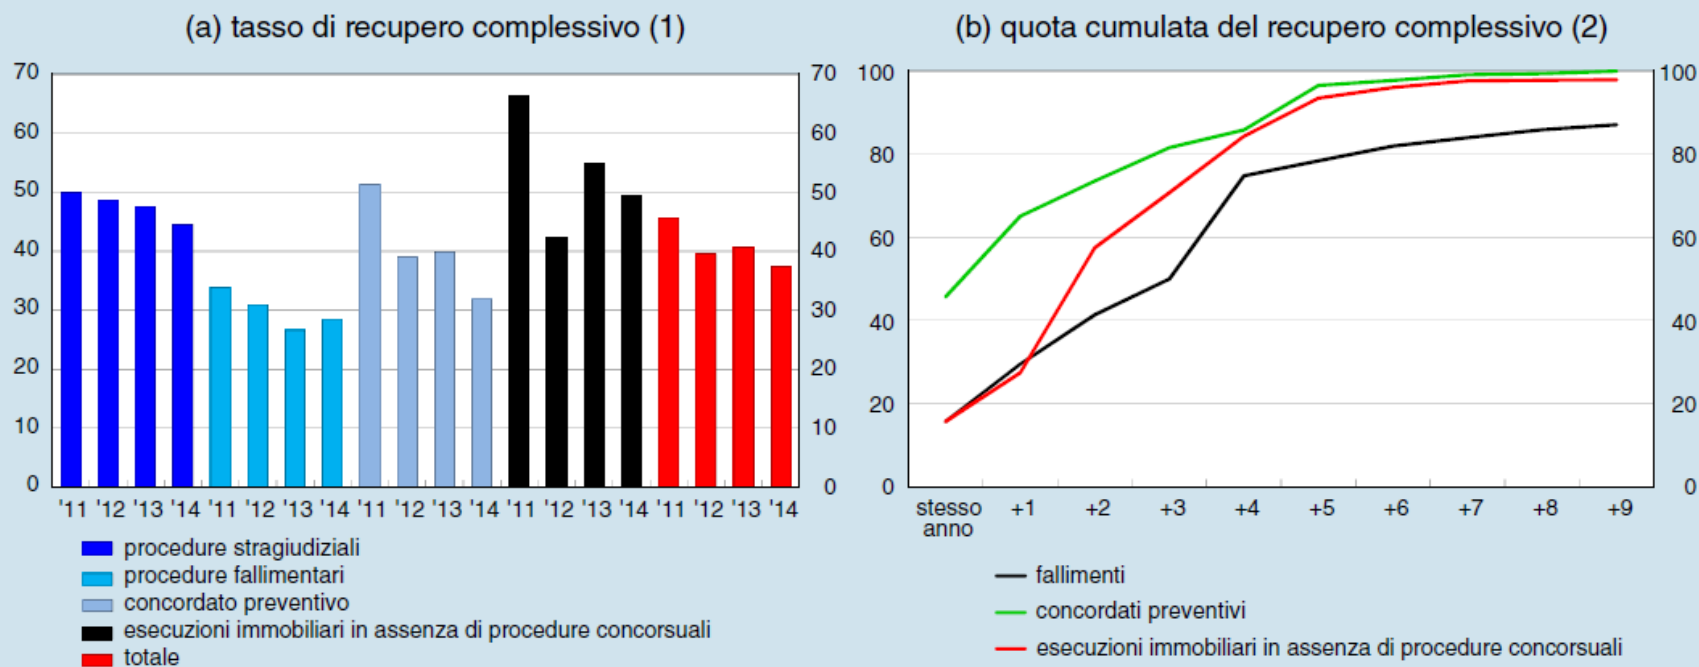 (a) tasso di recupero complessivo (1)
70 70
60 60
50 50
40 40
30 30
20 20
10 10
0 0
'11 '12 '13 '14 '11 '12 '13 '14 '11 '12 '13 '14 '11 '12 '13 '14 '11 '12 '13 '14
procedure stragiudiziali
procedure fallimentari
concordato preventivo
esecuzioni immobiliari in assenza di procedure concorsuali
totale
(b) quota cumulata del recupero complessivo (2)
100 100
80 80
60 60
40 40
20 20
0 0
stesso +1 +2 +3 +4 +5 +6 +7 +8 +9
anno
fallimenti
concordati preventivi
esecuzioni immobiliari in assenza di procedure concorsuali